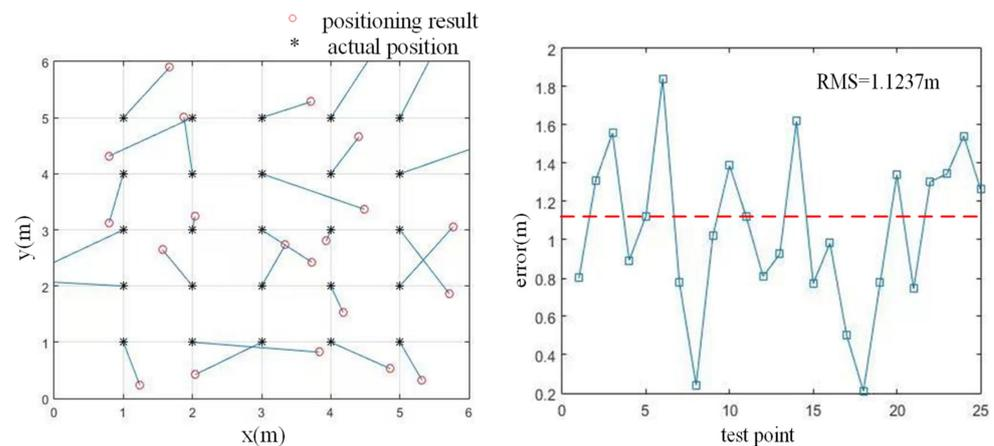 ○ positioning result
* actual position
6
5
4
3
2
1
0
y(m)
0 1 2 3 4 5 6
x(m)
2
1.8
1.6
1.4
1.2
1
0.8
0.6
0.4
0.2
error(m)
RMS=1.1237m
0 5 10 15 20 25
test point